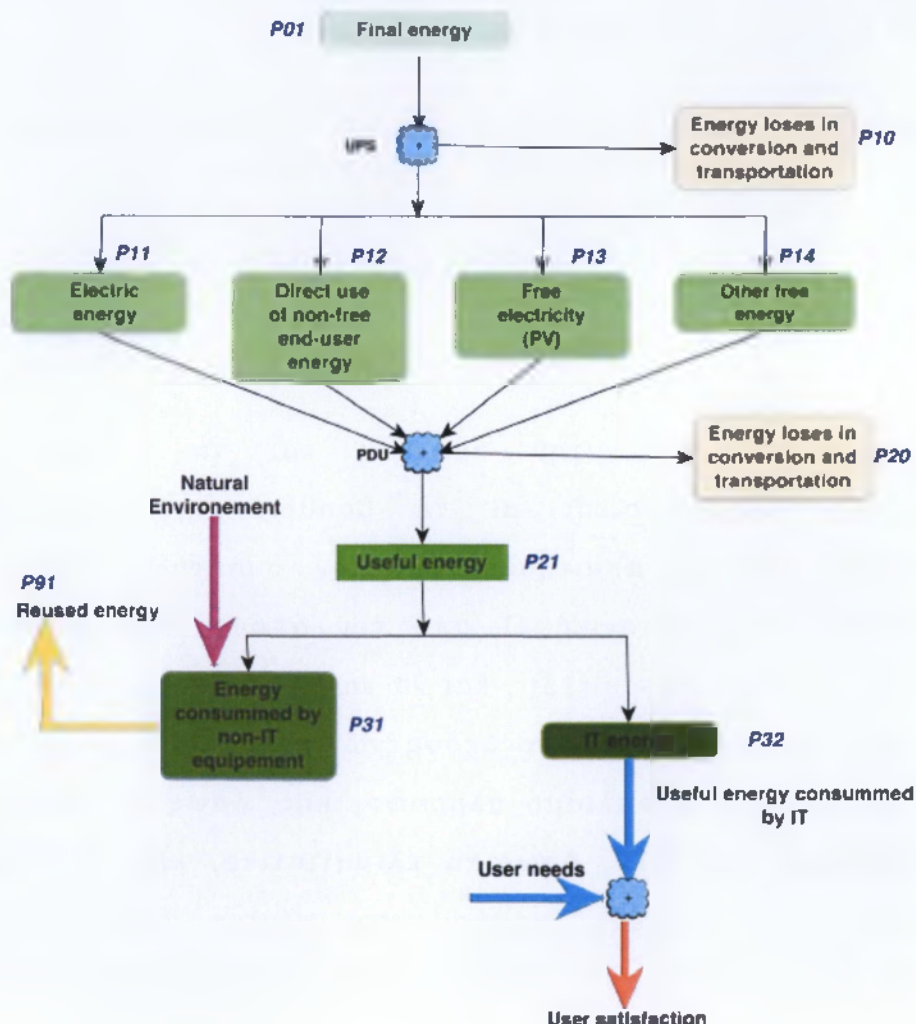 P01
Final energy
UPS
Energy loses in
conversion and
transportation
P10
P11
P12
P13
P14
Electric
energy
Direct use
of non-free
end-user
energy
Free
electricity
(PV)
Other free
energy
PDU
Energy loses in
conversion and
transportation
P20
Natural
Environement
Useful energy
P21
P91
Reused energy
Energy
consummed by
non-IT
equipement
P31
IT energy
P32
Useful energy consummed
by IT
User needs
User satisfaction